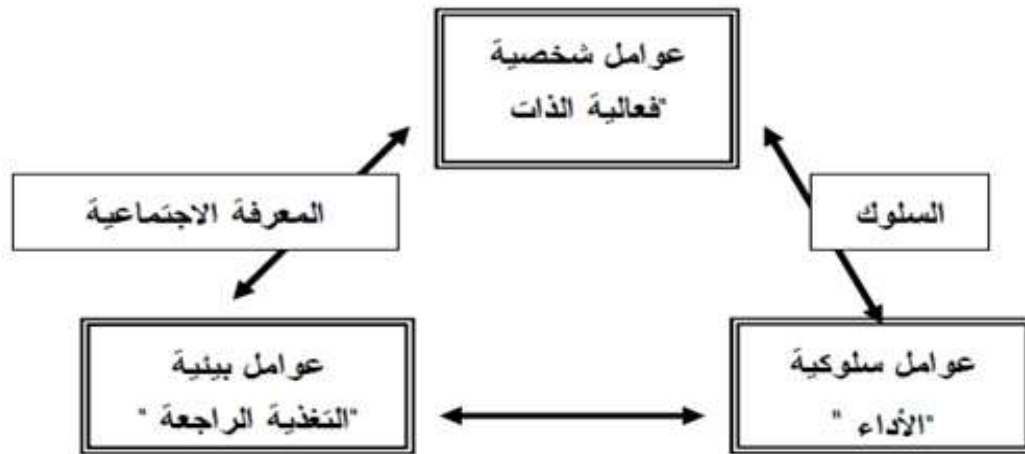 عوامل شخصية
"فعالية الذات
السلوك
المعرفة الاجتماعية
عوامل سلوكية
"الأداء "
عوامل بيئية
"التغذية الراجعة "